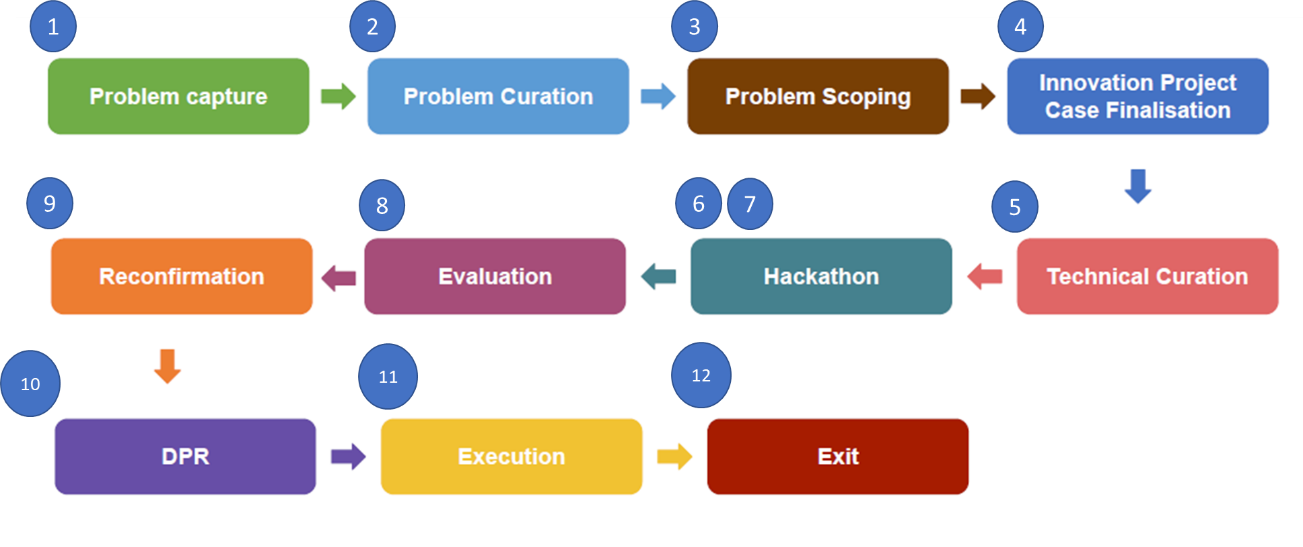 1
Problem capture
2
Problem Curation
3
Problem Scoping
4
Innovation Project
Case Finalisation
5
Technical Curation
6
7
Hackathon
8
Evaluation
9
Reconfirmation
10
DPR
11
Execution
12
Exit